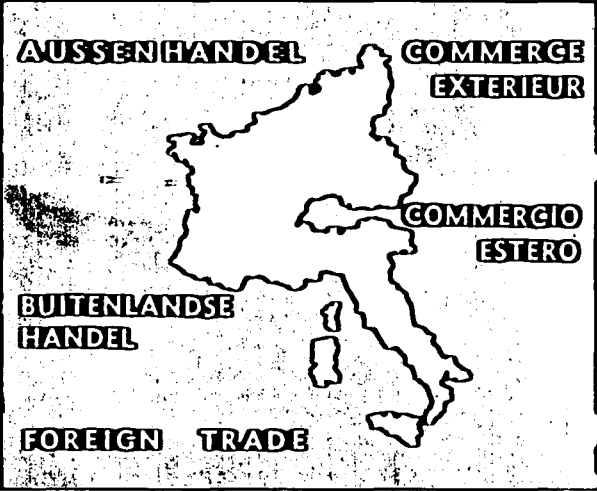 AUSSENHANDEL
COMMERCE
EXTERIEUR
COMMERCIO
ESTERO
BUITENLANDSE
HANDEL
FOREIGN TRADE